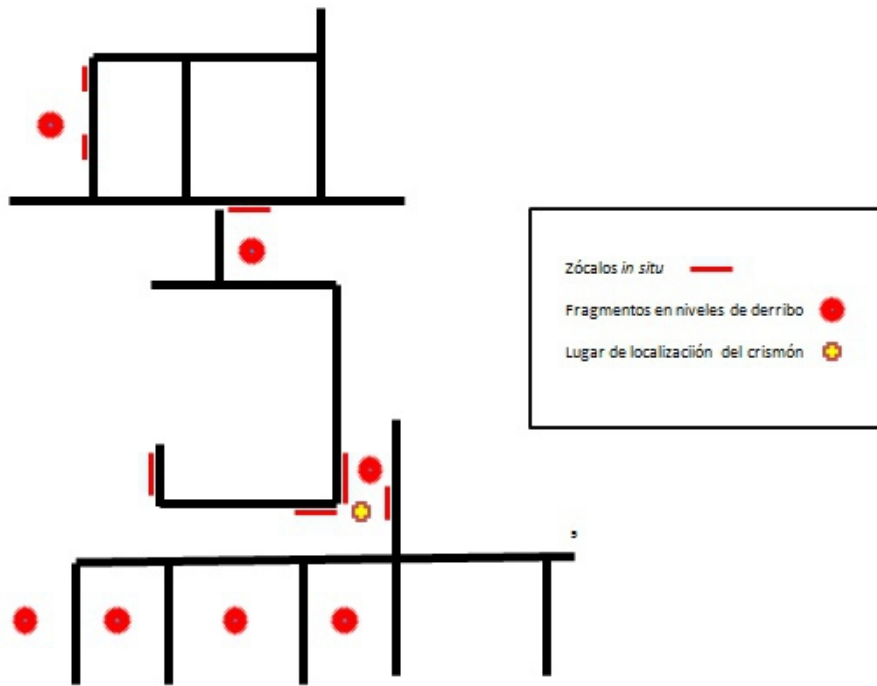 Zócalos in situ
Fragmentos en niveles de derribo
Lugar de localizaciión del crismón